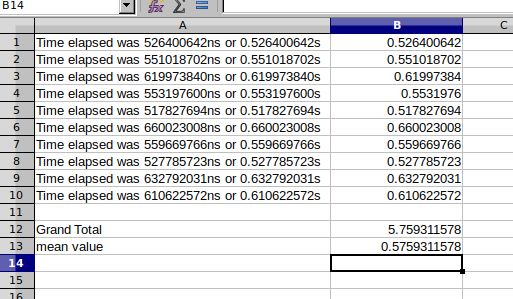 B14
A B C
1 Time elapsed was 526400642ns or 0.526400642s 0.526400642
2 Time elapsed was 551018702ns or 0.551018702s 0.551018702
3 Time elapsed was 619973840ns or 0.619973840s 0.61997384
4 Time elapsed was 553197600ns or 0.553197600s 0.5531976
5 Time elapsed was 517827694ns or 0.517827694s 0.517827694
6 Time elapsed was 660023008ns or 0.660023008s 0.660023008
7 Time elapsed was 559669766ns or 0.559669766s 0.559669766
8 Time elapsed was 527785723ns or 0.527785723s 0.527785723
9 Time elapsed was 632792031ns or 0.632792031s 0.632792031
10 Time elapsed was 610622572ns or 0.610622572s 0.610622572
11
12 Grand Total 5.759311578
13 mean value 0.5759311578
14
15
16